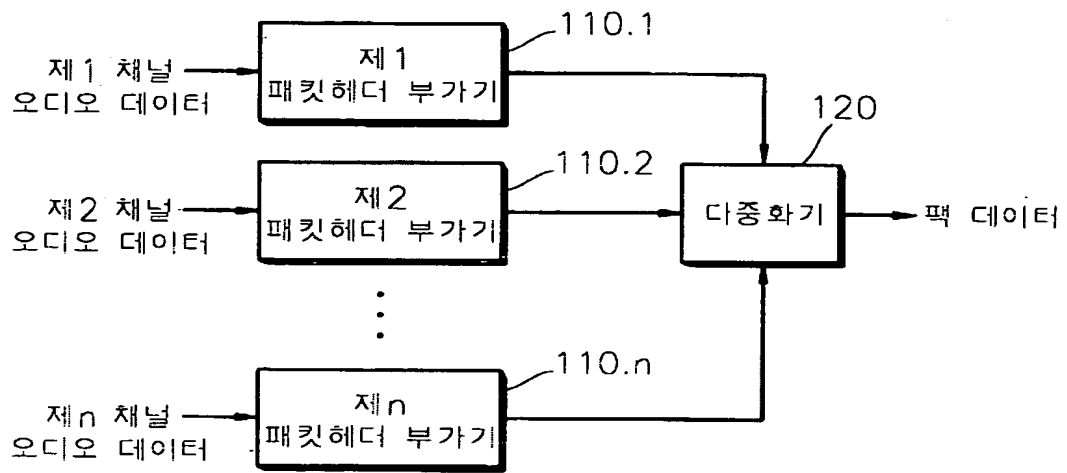 110.1
제1 채널
오디오 데이터
제1
패킷헤더 부가기
120
110.2
제2 채널
오디오 데이터
제2
패킷헤더 부가기
다중화기
팩 데이터
110.n
제n 채널
오디오 데이터
제n
패킷헤더 부가기